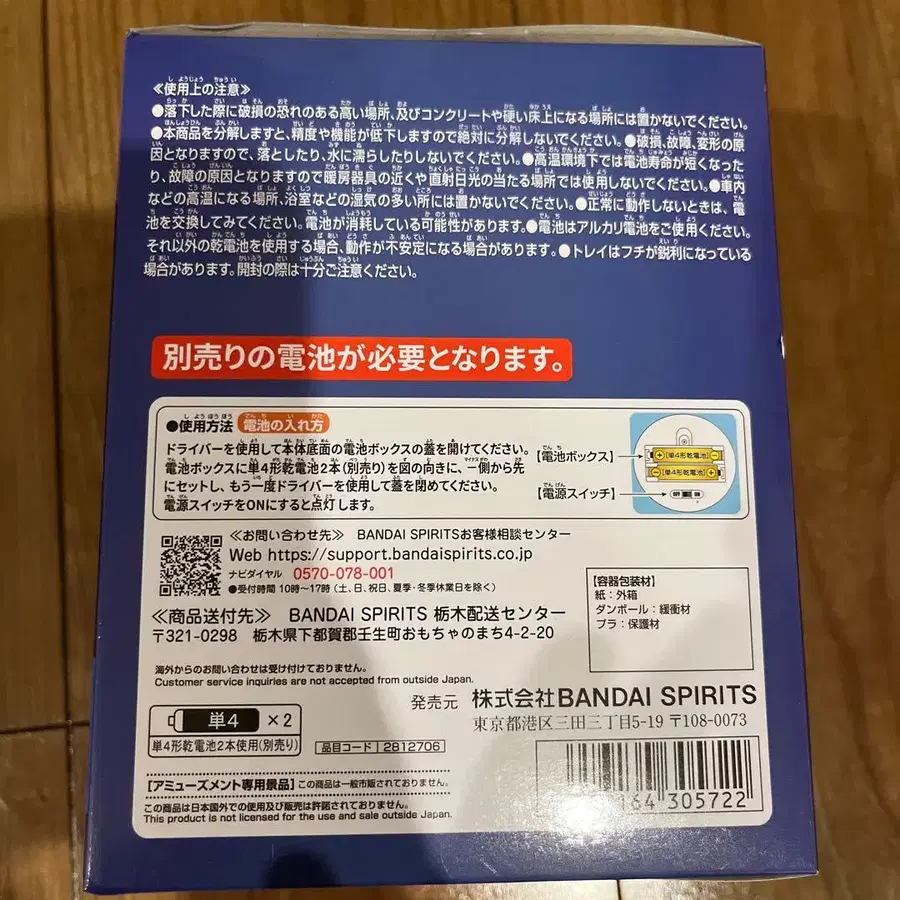 ≪使用上の注意≫
●落下した際に破損の恐れのある高い場所、及びコンクリートや硬い床上になる場所には置かないでください。
●本商品を分解しますと、精度や機能が低下しますので絶対に分解しないでください。●破損、故障、変形の原
因となりますので、落としたり、水に濡らしたりしないでください。●高温環境下では電池寿命が短くなった
り、故障の原因となりますので暖房器具の近くや直射日光の当たる場所では使用しないでください。●車内
などの高温になる場所、浴室などの湿気の多い所には置かないでください。●正常に動作しないときは、電
池を交換してみてください。電池が消耗している可能性があります。●電池はアルカリ電池をご使用ください。
それ以外の乾電池を使用する場合、動作が不安定になる場合があります。●トレイはフチが鋭利になっている
場合があります。開封の際は十分ご注意ください。
別売りの電池が必要となります。
●使用方法 電池の入れ方
ドライバーを使用して本体底面の電池ボックスの蓋を開けてください。
電池ボックスに単4形乾電池2本(別売り)を図の向きに、－側から先
にセットし、もう一度ドライバーを使用して蓋を閉めてください。
電源スイッチをONにすると点灯します。
【電池ボックス】
⊕【単4形乾電池】⊖
⊖【単4形乾電池】⊕
【電源スイッチ】
OFF ON
≪お問い合わせ先≫ BANDAI SPIRITSお客様相談センター
Web https://support.bandaispirits.co.jp
ナビダイヤル 0570-078-001
●受付時間 10時～17時 (土、日、祝日、夏季・冬季休業日を除く)
≪商品送付先≫ BANDAI SPIRITS 栃木配送センター
〒321-0298 栃木県下都賀郡壬生町おもちゃのまち4-2-20
【容器包装材】
紙：外箱
ダンボール：緩衝材
プラ：保護材
海外からのお問い合わせは受け付けておりません。
Customer service inquiries are not accepted from outside Japan.
発売元 株式会社BANDAI SPIRITS
東京都港区三田三丁目5-19 〒108-0073
単4 ×2
単4形乾電池2本使用(別売り)
品目コード 2812706
【アミューズメント専用景品】この商品は一般市販されておりません。
この商品は日本国外での使用及び販売は許諾されておりません。
This product is not licensed for the use and sale outside Japan.
164 305722